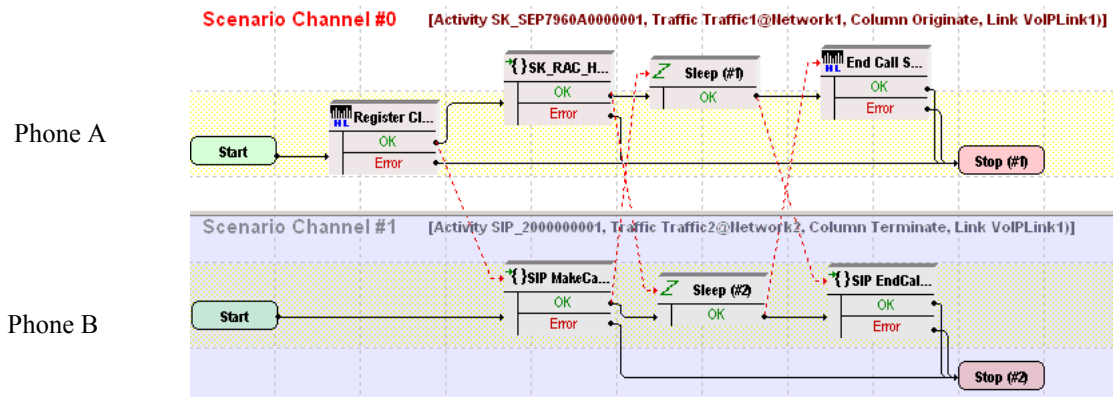 Scenario Channel #0 [Activity SK_SEP7960A0000001, Traffic Traffic1@Network1, Column Originate, Link VoIPLink1)]
Phone A
Start
HL Register Cl...
OK
Error
{}SK_RAC_H...
OK
Error
Z Sleep (#1)
OK
HL End Call S...
OK
Error
Stop (#1)
Scenario Channel #1 [Activity SIP_2000000001, Traffic Traffic2@Network2, Column Terminate, Link VoIPLink1)]
Phone B
Start
{}SIP MakeCa...
OK
Error
Z Sleep (#2)
OK
{}SIP EndCal...
OK
Error
Stop (#2)